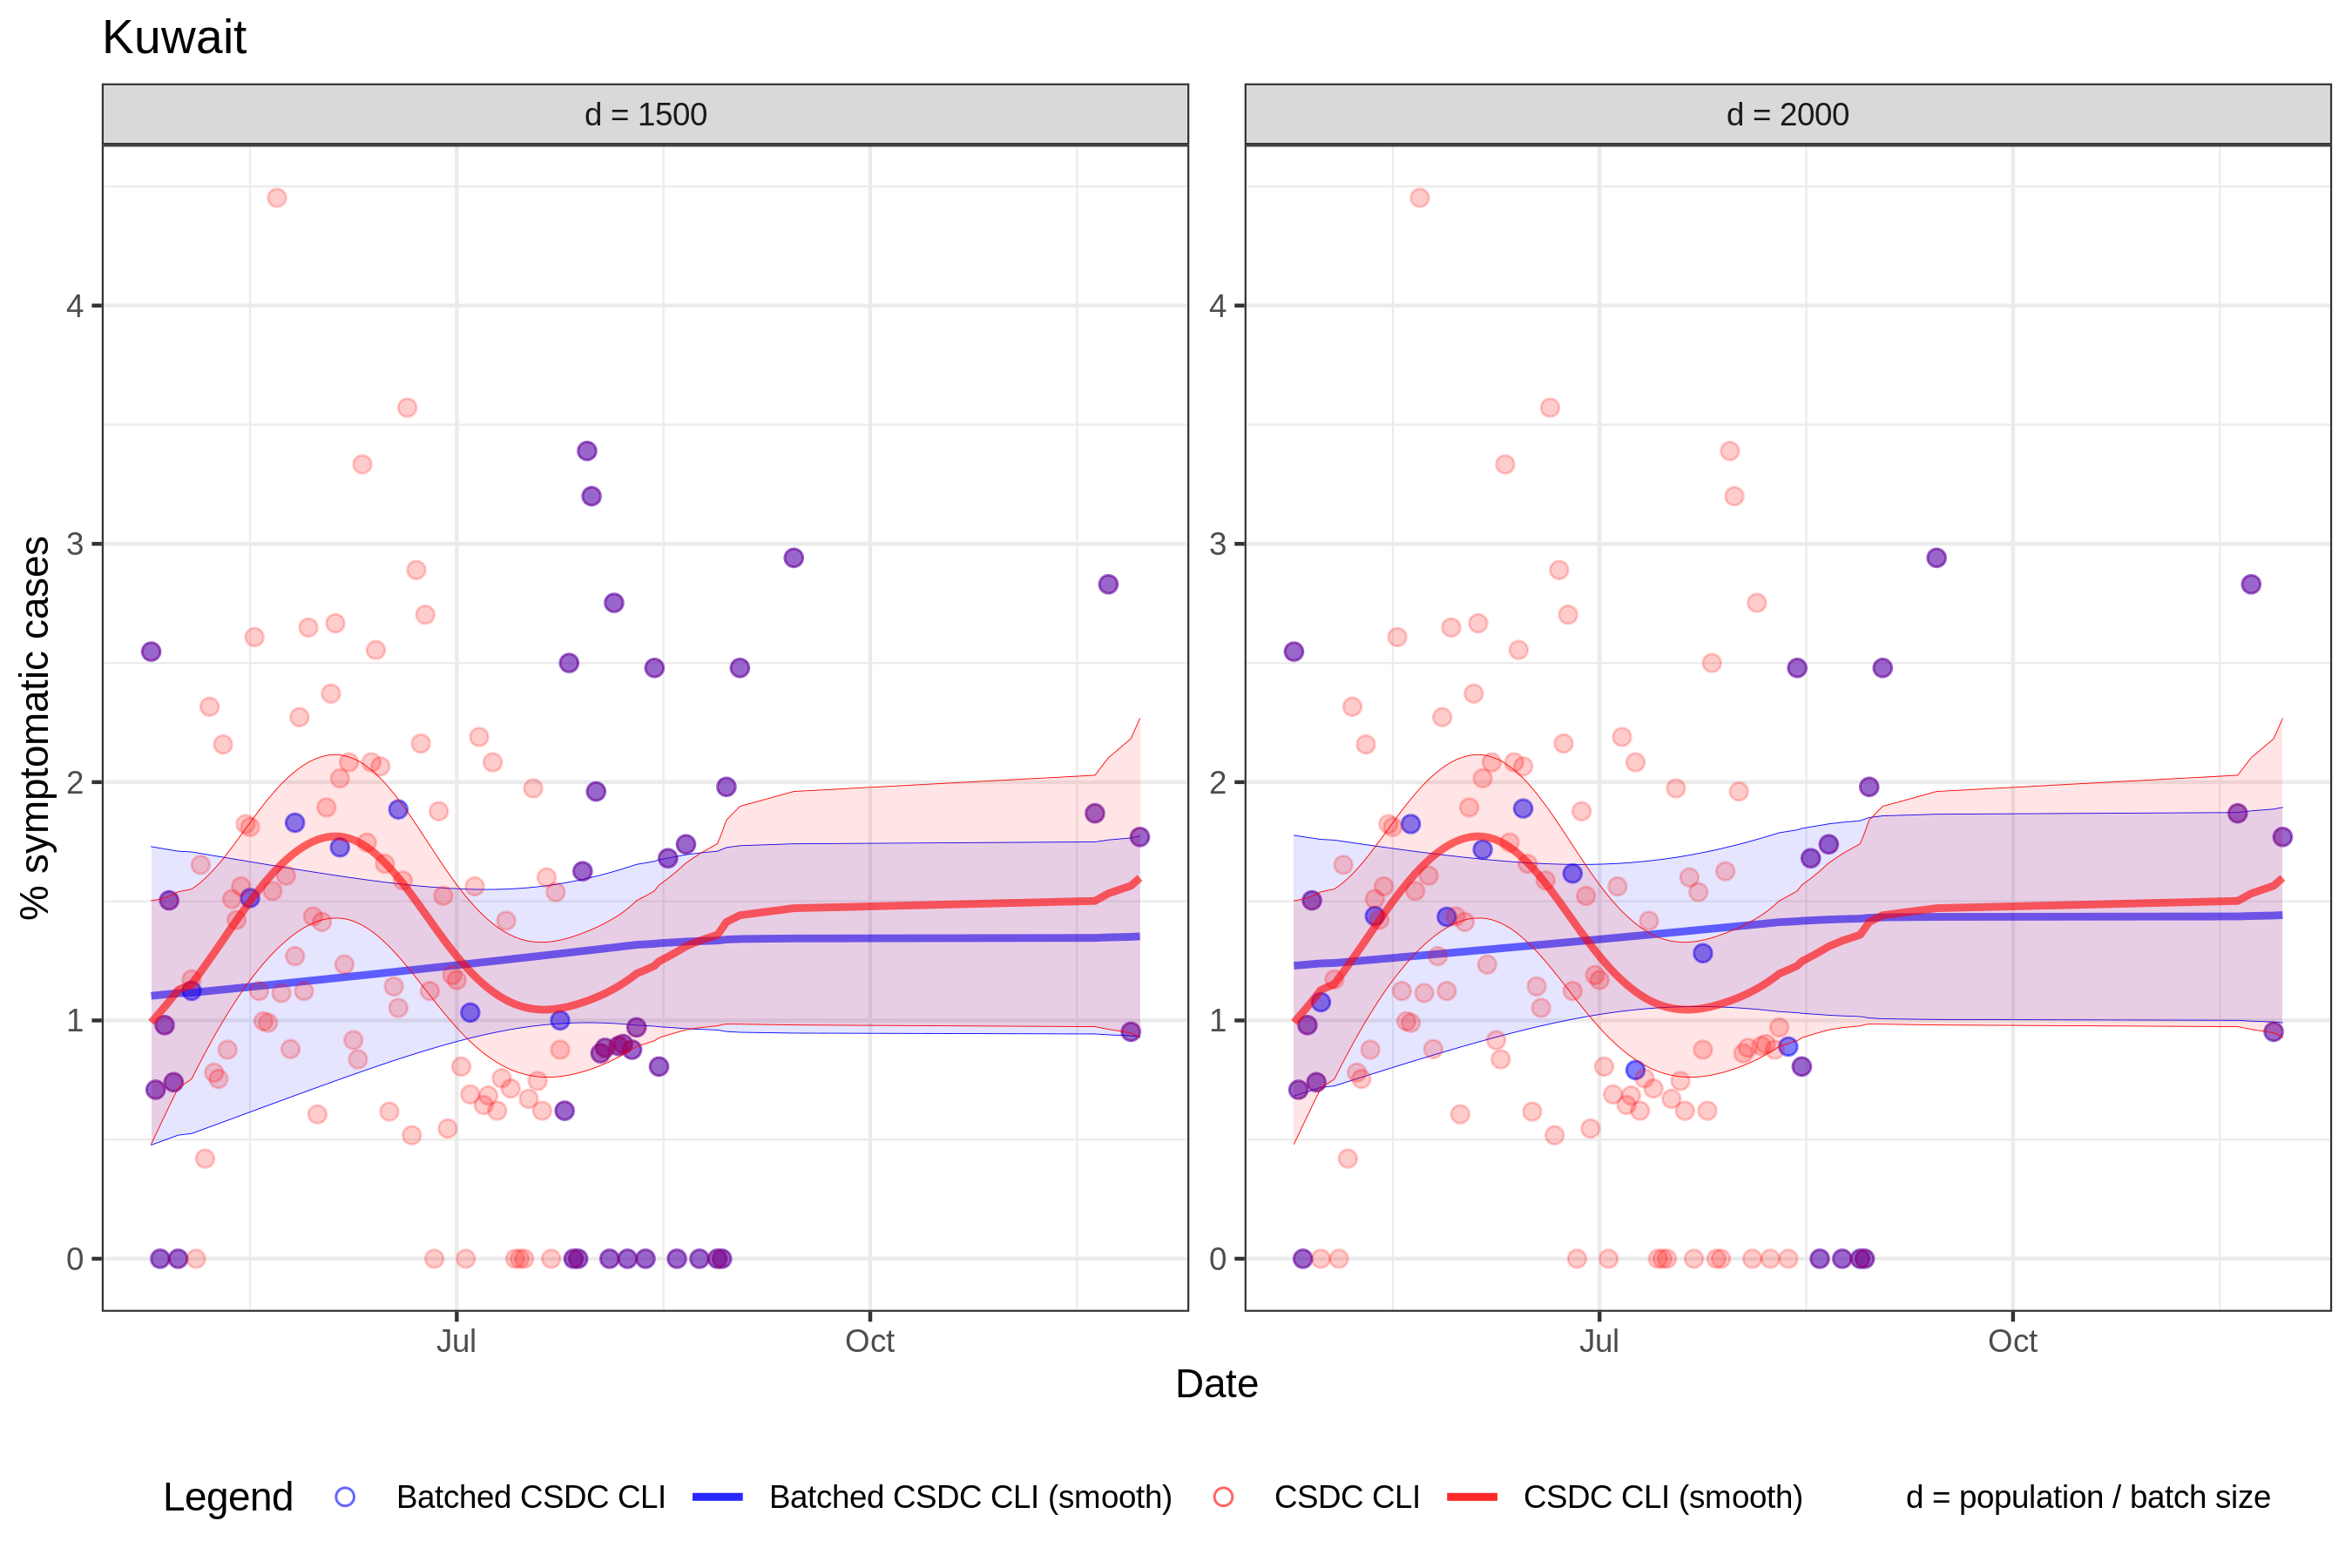 Kuwait
d = 1500
d = 2000
% symptomatic cases
4
3
2
1
0
4
3
2
1
0
Jul
Oct
Jul
Oct
Date
Legend
Batched CSDC CLI
Batched CSDC CLI (smooth)
CSDC CLI
CSDC CLI (smooth)
d = population / batch size